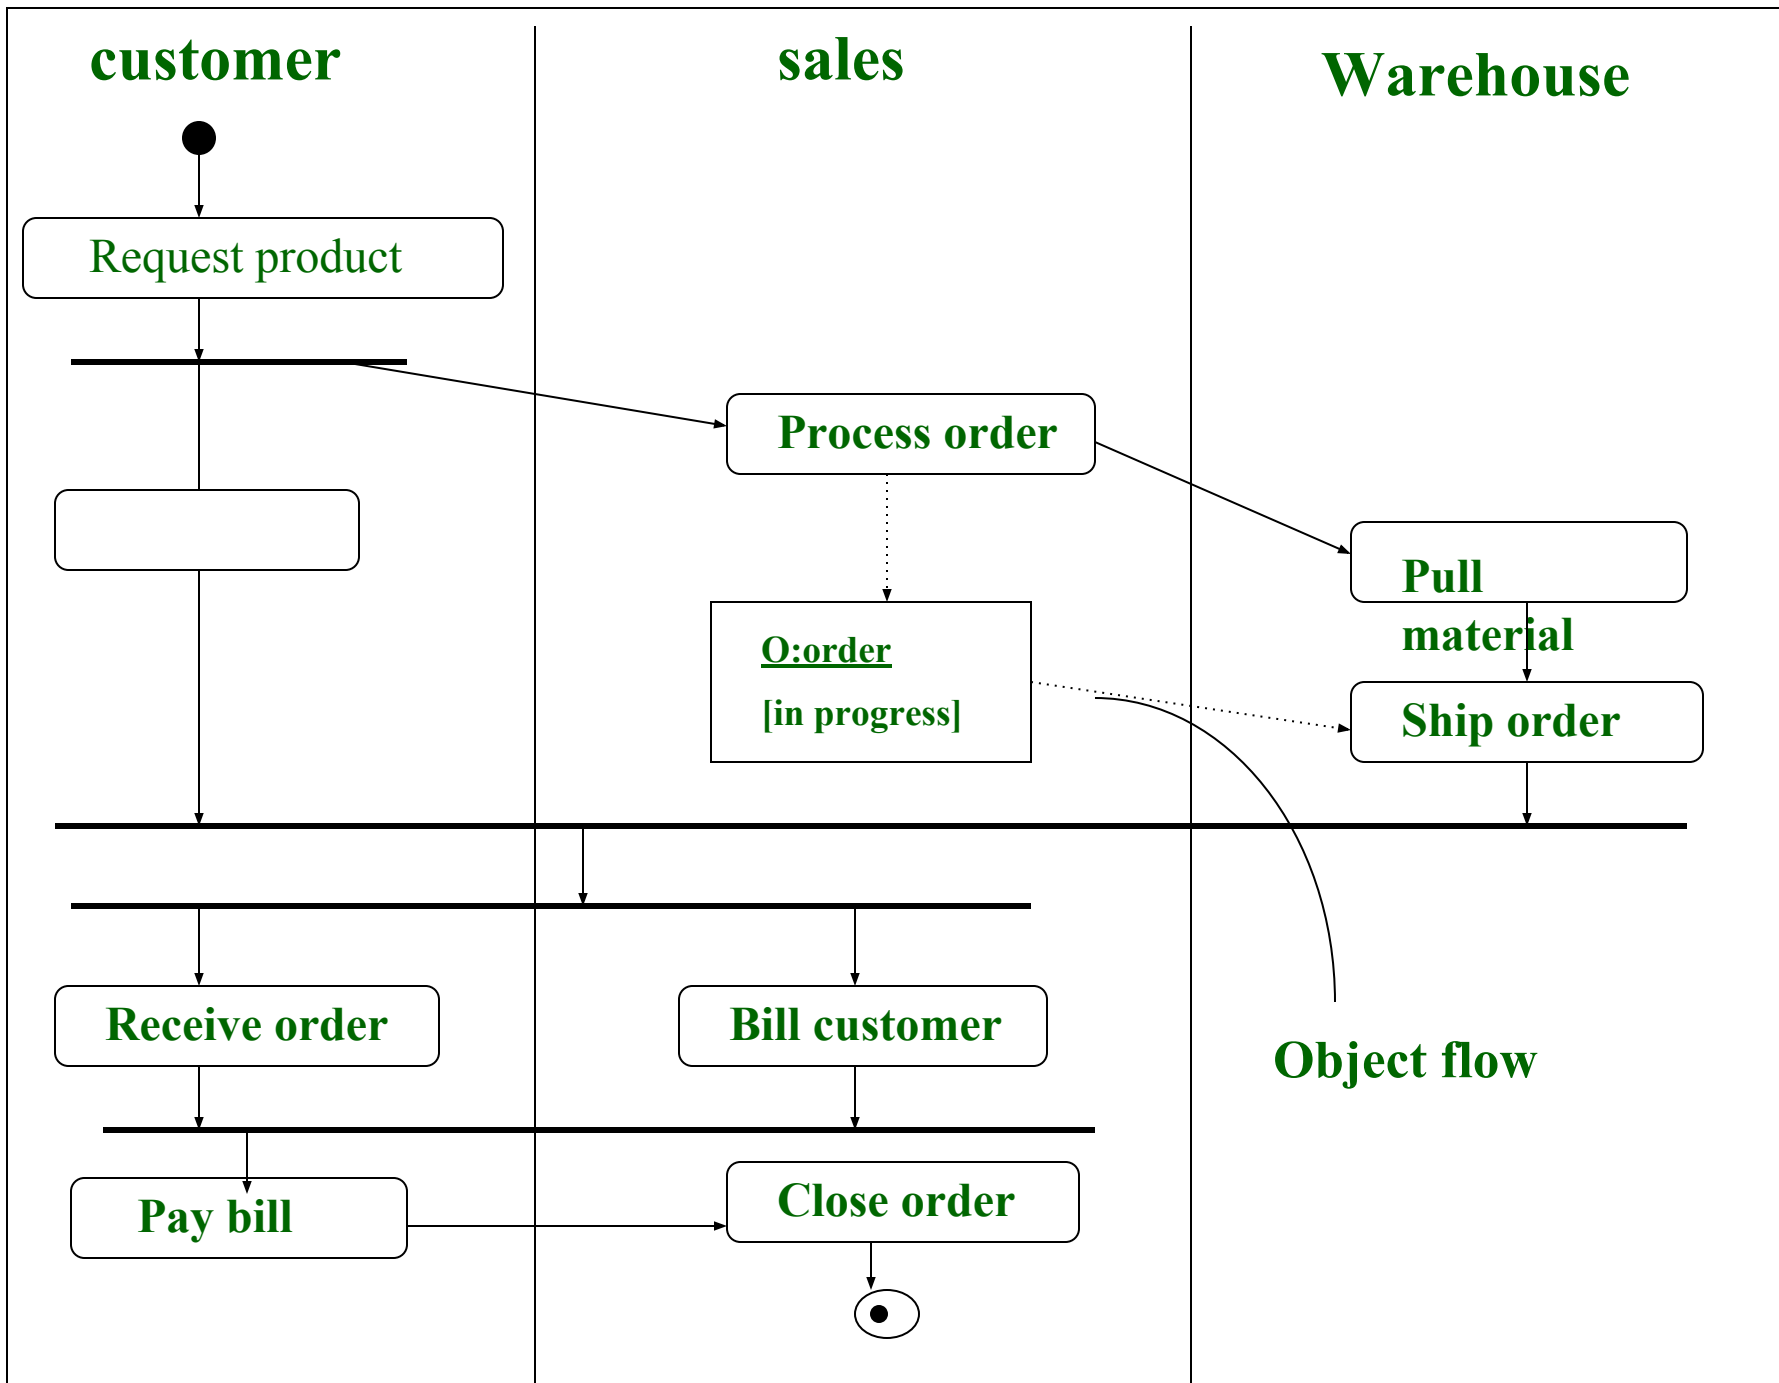 customer
sales
Warehouse
Request product
Process order
Pull
material
O:order
[in progress]
Ship order
Receive order
Bill customer
Object flow
Pay bill
Close order